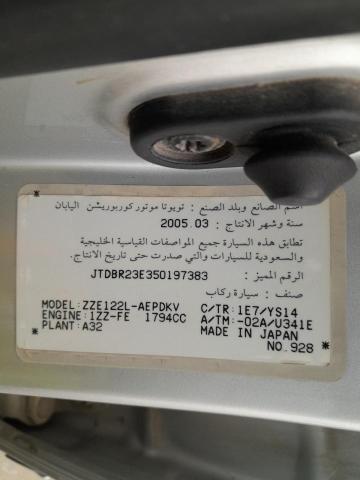 اسم الصانع وبلد الصنع : تويوتا موتور كوربوريشن اليابان
سنة وشهر الانتاج : 2005.03
تطابق هذه السيارة جميع المواصفات القياسية الخليجية
والسعودية للسيارات والتي صدرت حتى تاريخ الانتاج.
الرقم المميز : JTDBR23E350197383
صنف : سيارة ركاب
MODEL: ZZE122L-AEPDKV C/TR: 1E7/YS14
ENGINE: 1ZZ-FE 1794CC A/TM: -02A/U341E
PLANT: A32 MADE IN JAPAN
NO. 928